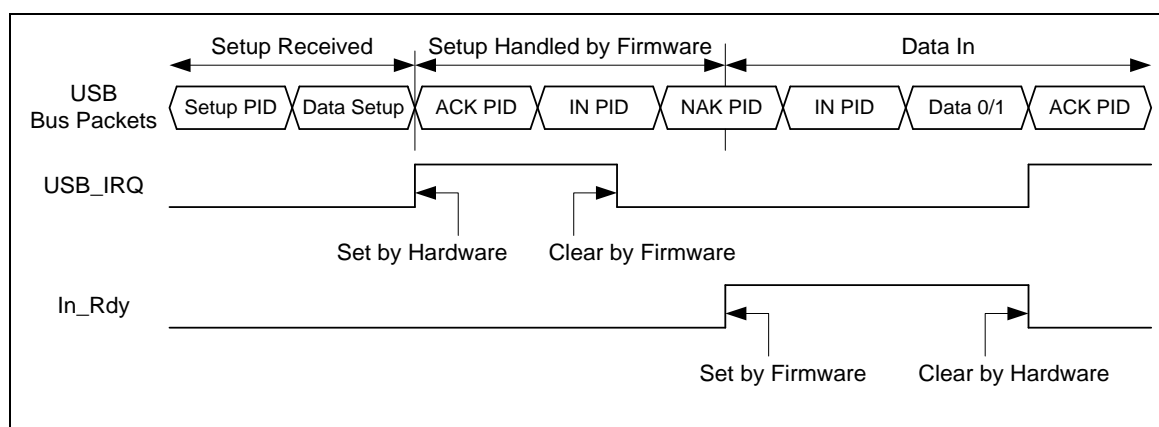 Setup Received Setup Handled by Firmware Data In
USB
Bus Packets
Setup PID Data Setup ACK PID IN PID NAK PID IN PID Data 0/1 ACK PID
USB_IRQ
Set by Hardware Clear by Firmware
In_Rdy
Set by Firmware Clear by Hardware